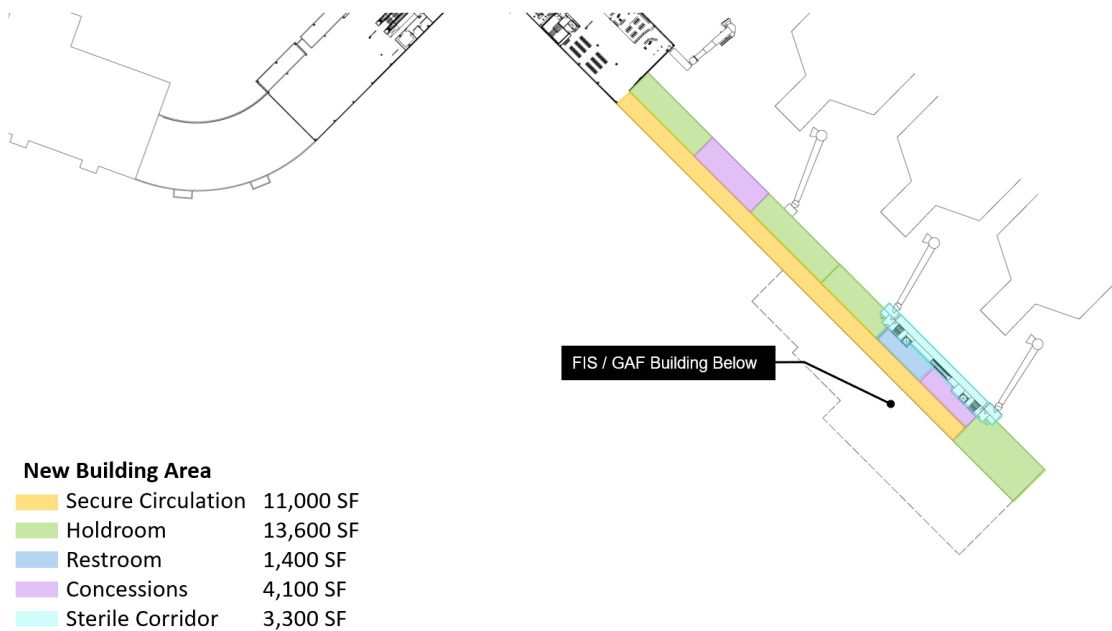 FIS / GAF Building Below
New Building Area
Secure Circulation 11,000 SF
Holdroom 13,600 SF
Restroom 1,400 SF
Concessions 4,100 SF
Sterile Corridor 3,300 SF